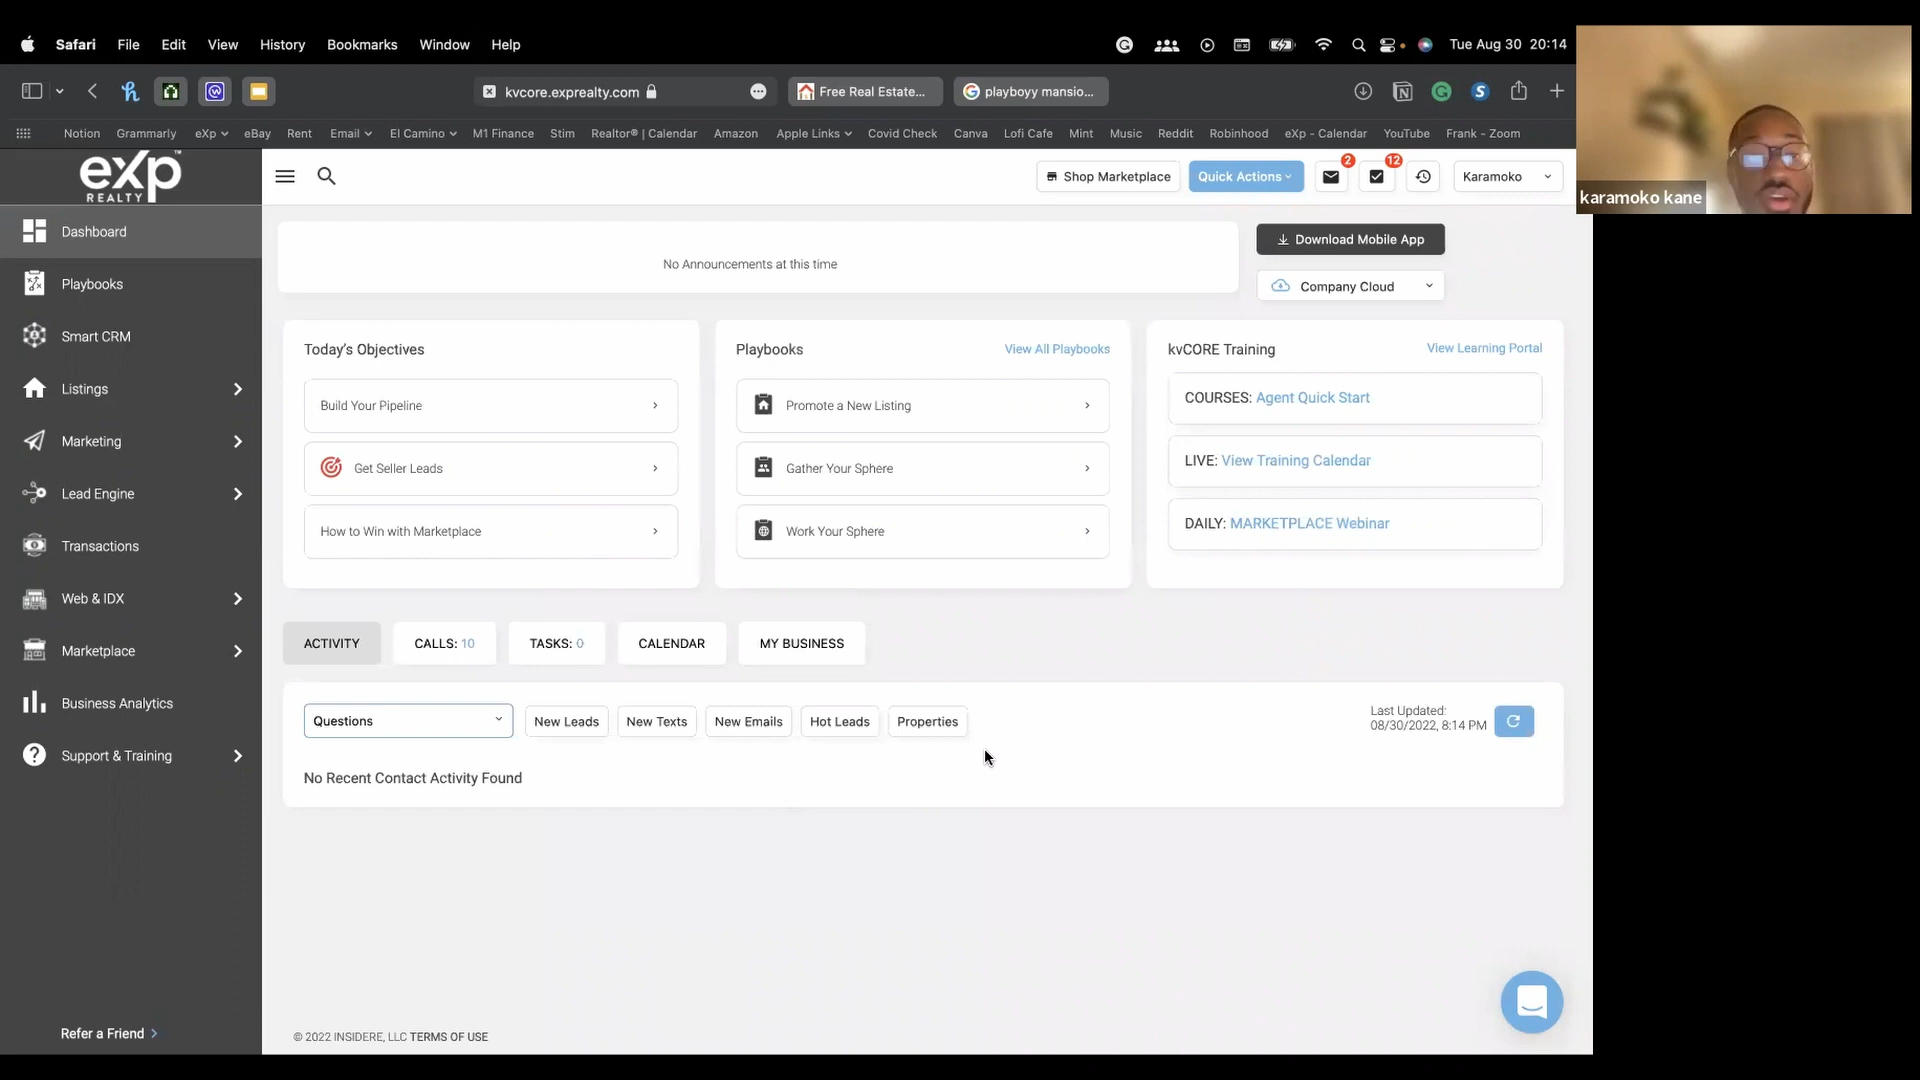 Safari File Edit View History Bookmarks Window Help Tue Aug 30 20:14
kvcore.exprealty.com Free Real Estate... playboyy mansio...
Notion Grammarly eXp eBay Rent Email El Camino M1 Finance Stim Realtor® | Calendar Amazon Apple Links Covid Check Canva Lofi Cafe Mint Music Reddit Robinhood eXp - Calendar YouTube Frank - Zoom
karamoko kane
eXp
REALTY
Shop Marketplace Quick Actions 2 12 Karamoko
Dashboard
Playbooks
Smart CRM
Listings
Marketing
Lead Engine
Transactions
Web & IDX
Marketplace
Business Analytics
Support & Training
Refer a Friend
No Announcements at this time
Download Mobile App
Company Cloud
Today's Objectives
Build Your Pipeline
Get Seller Leads
How to Win with Marketplace
Playbooks View All Playbooks
Promote a New Listing
Gather Your Sphere
Work Your Sphere
kvCORE Training View Learning Portal
COURSES: Agent Quick Start
LIVE: View Training Calendar
DAILY: MARKETPLACE Webinar
ACTIVITY CALLS: 10 TASKS: 0 CALENDAR MY BUSINESS
Questions New Leads New Texts New Emails Hot Leads Properties
Last Updated:
08/30/2022, 8:14 PM
No Recent Contact Activity Found
© 2022 INSIDERE, LLC TERMS OF USE